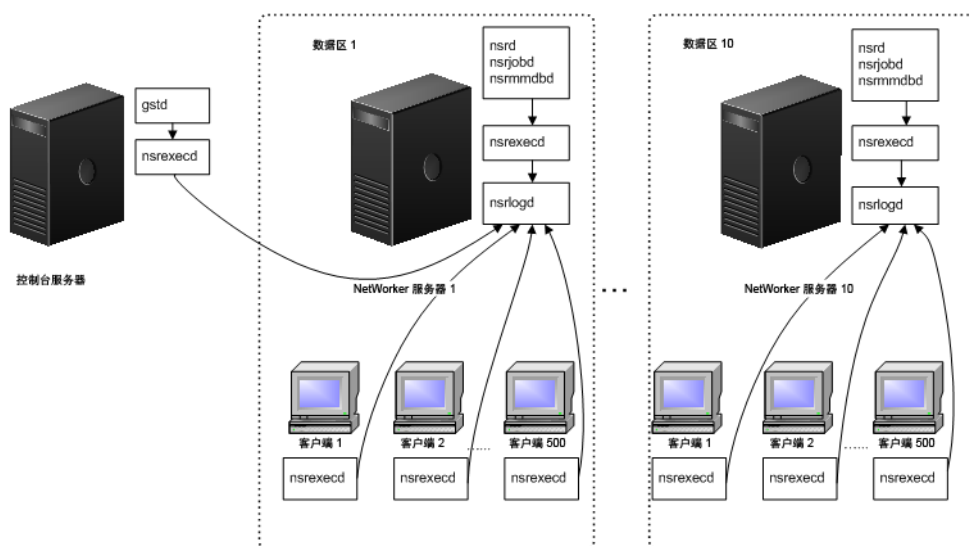 gstd
nsrexecd
控制台服务器
数据区 1
nsrd
nsrjobd
nsrmmdbd
nsrexecd
nsrlogd
NetWorker 服务器 1
客户端 1
客户端 2
......
客户端 500
nsrexecd
nsrexecd
nsrexecd
...
数据区 10
nsrd
nsrjobd
nsrmmdbd
nsrexecd
nsrlogd
NetWorker 服务器 10
客户端 1
客户端 2
......
客户端 500
nsrexecd
nsrexecd
nsrexecd